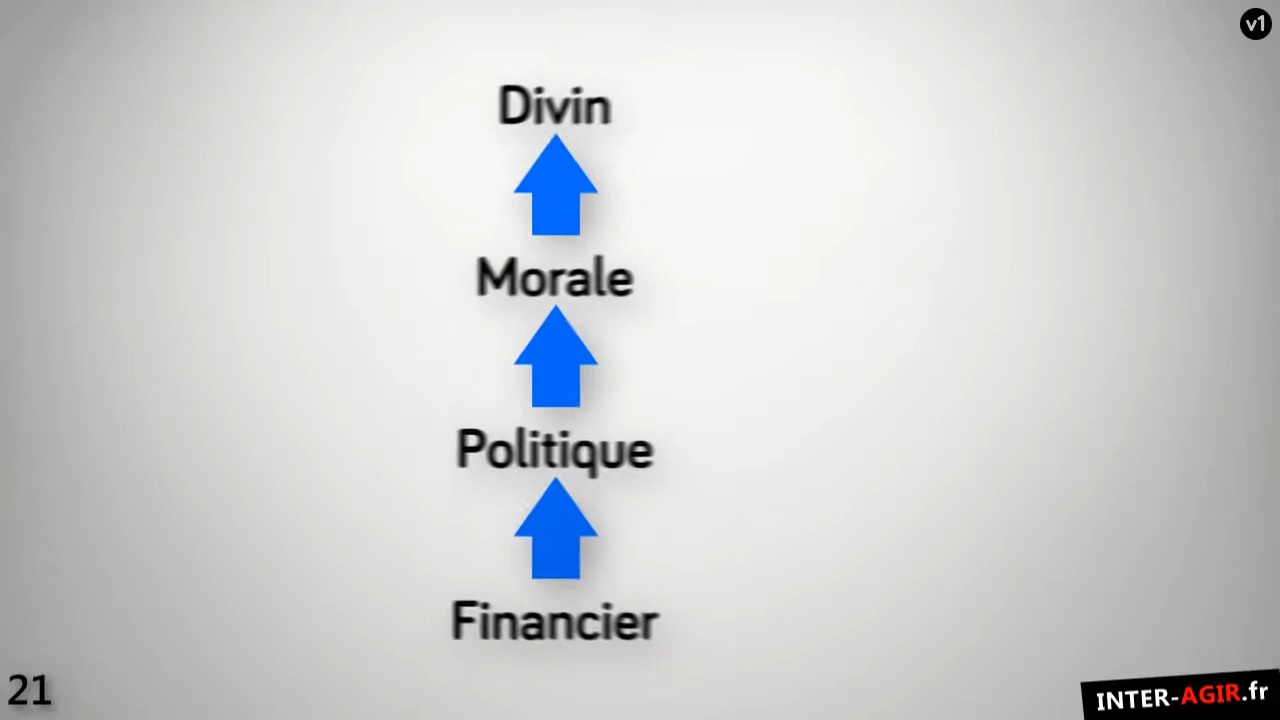 v1
Divin
Morale
Politique
Financier
21
INTER-AGIR.fr